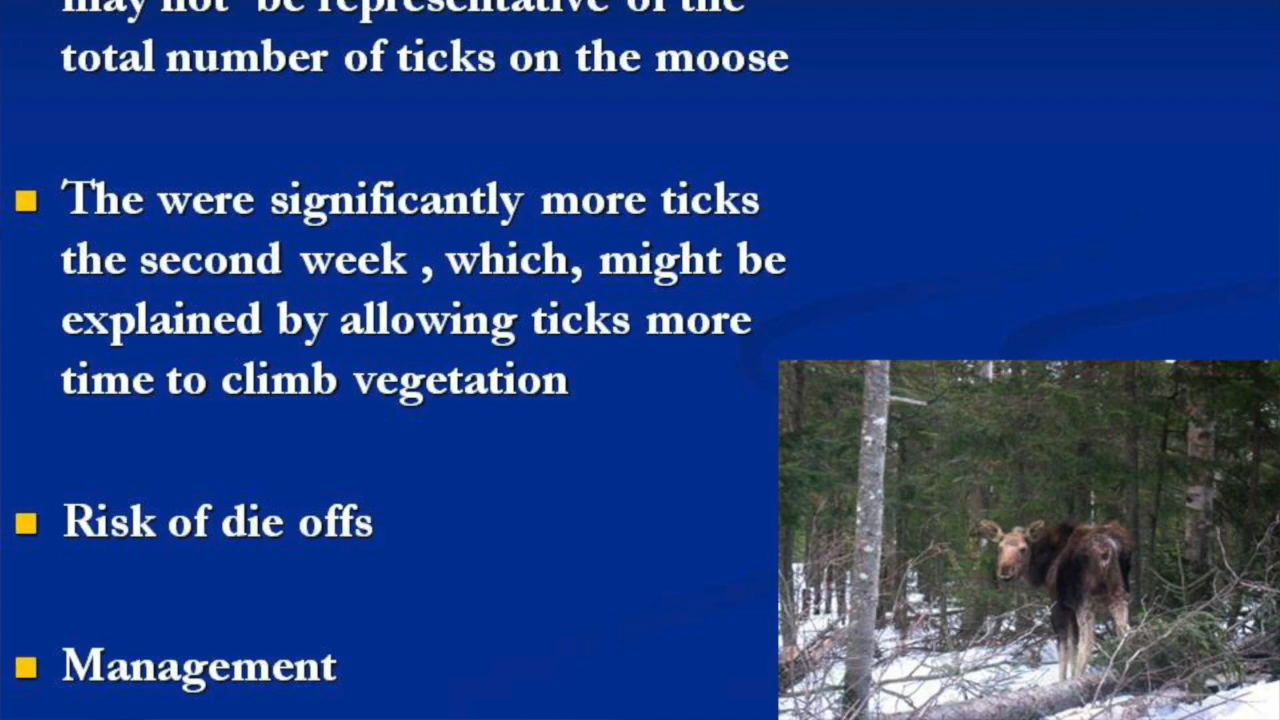 may not be representative of the
total number of ticks on the moose
The were significantly more ticks
the second week , which, might be
explained by allowing ticks more
time to climb vegetation
Risk of die offs
Management